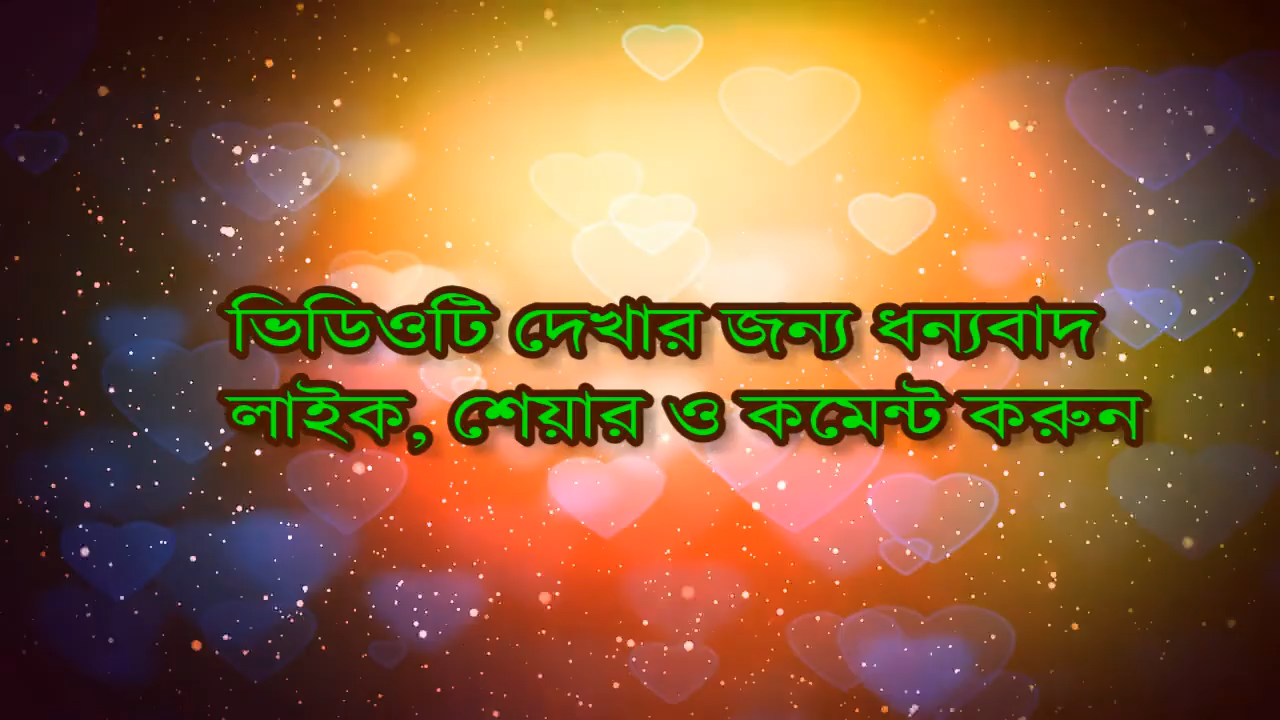 ভিডিওটি দেখার জন্য ধন্যবাদ
লাইক, শেয়ার ও কমেন্ট করুন